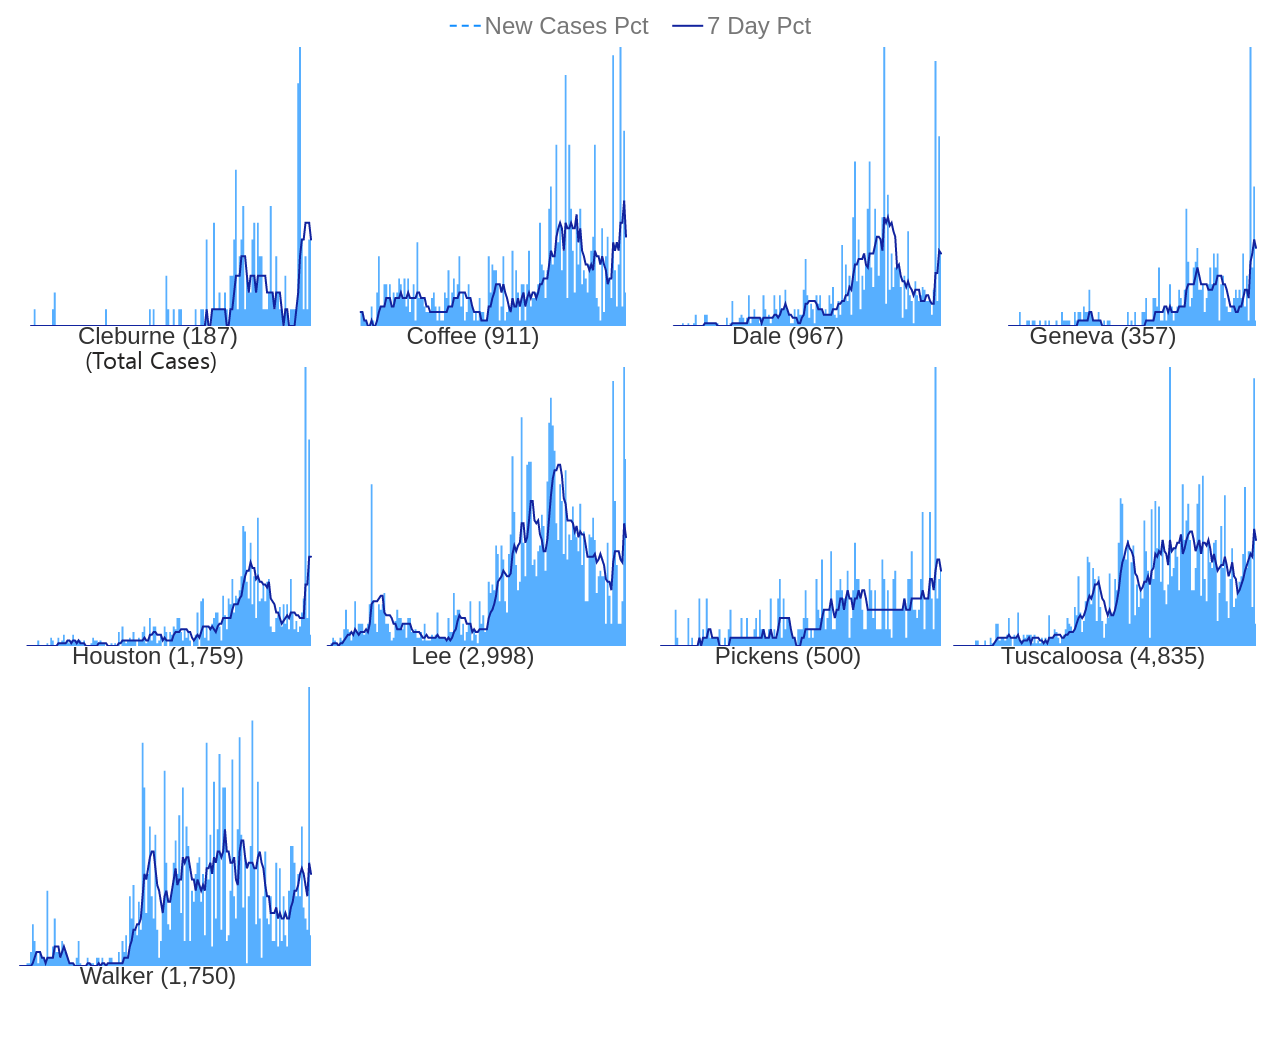 New Cases Pct 7 Day Pct
Cleburne (187) Coffee (911) Dale (967) Geneva (357)
(Total Cases)
Houston (1,759) Lee (2,998) Pickens (500) Tuscaloosa (4,835)
Walker (1,750)